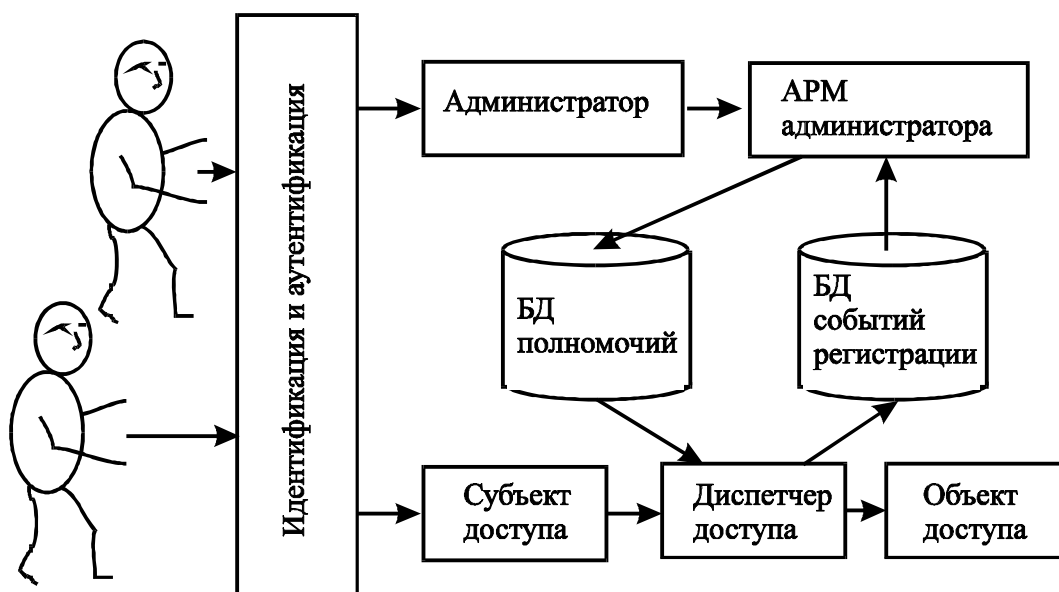 Идентификация и аутентификация
Администратор
АРМ
администратора
БД
полномочий
БД
событий
регистрации
Субъект
доступа
Диспетчер
доступа
Объект
доступа